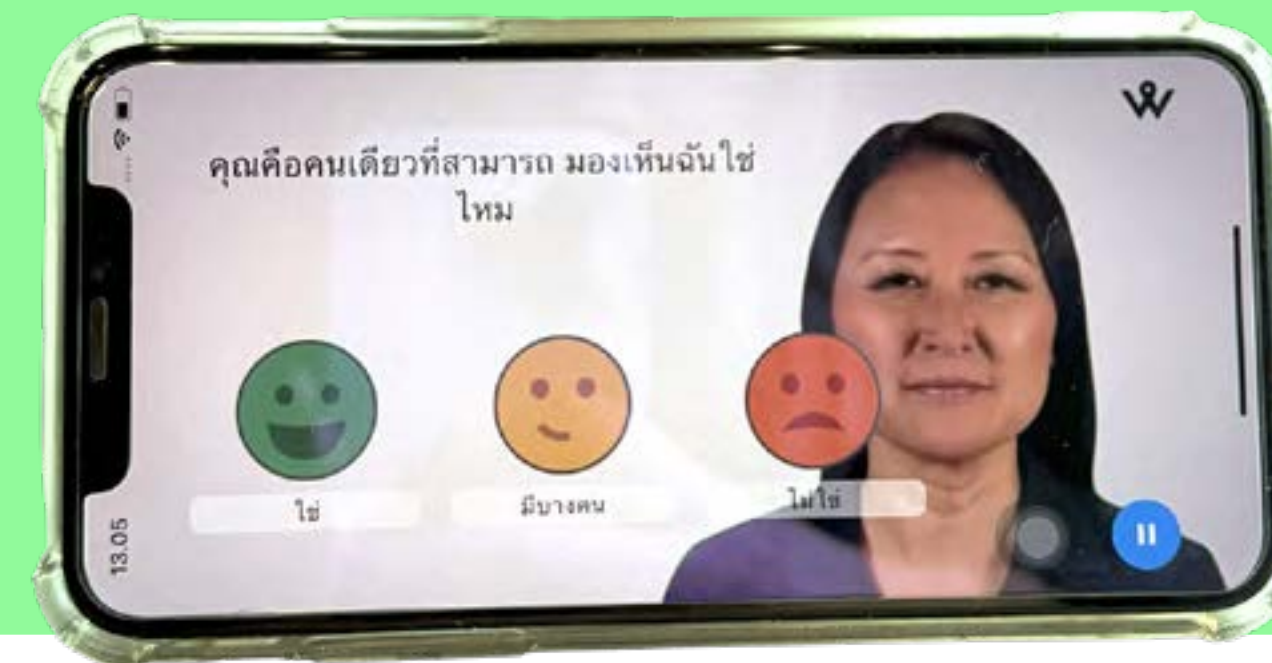 คุณคือคนเดียวที่สามารถ มองเห็นฉันใช่
ไหม
ใช่
มีบางคน
ไม่ใช่
13.05